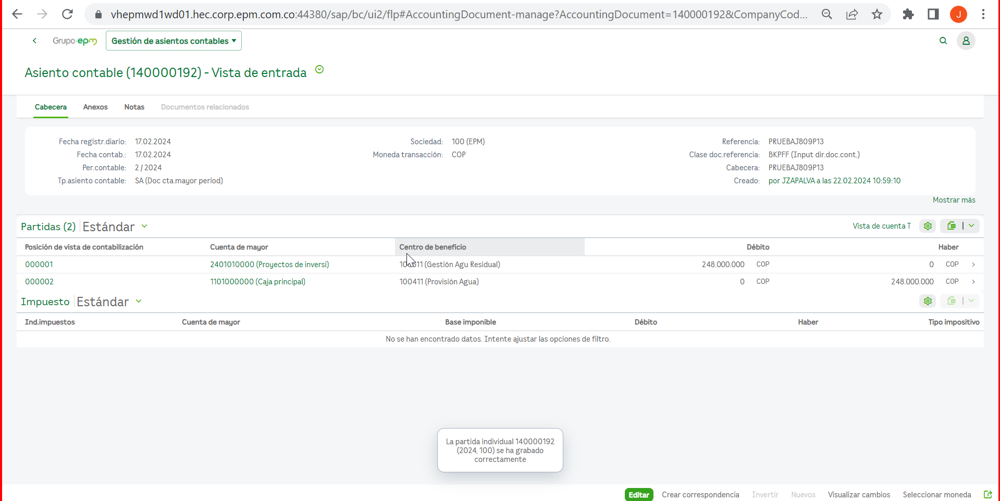 vhepmwd1wd01.hec.corp.epm.com.co:44380/sap/bc/ui2/flp#AccountingDocument-manage?AccountingDocument=140000192&CompanyCod...
J
Grupo·epm Gestión de asientos contables
Asiento contable (140000192) - Vista de entrada
Cabecera Anexos Notas Documentos relacionados
Fecha registr.diario: 17.02.2024 Sociedad: 100 (EPM) Referencia: PRUEBAJ809P13
Fecha contab.: 17.02.2024 Moneda transacción: COP Clase doc.referencia: BKPFF (Input dir.doc.cont.)
Per.contable: 2 / 2024 Cabecera: PRUEBAJ809P13
Tp.asiento contable: SA (Doc cta.mayor period) Creado: por JZAPALVA a las 22.02.2024 10:59:10
Mostrar más
Partidas (2) Estándar Vista de cuenta T
Posición de vista de contabilización Cuenta de mayor Centro de beneficio Débito Haber
000001 2401010000 (Proyectos de inversi) (Gestión Agu Residual) 248.000.000 COP 0 COP
000002 1101000000 (Caja principal) 100411 (Provisión Agua) 0 COP 248.000.000 COP
Impuesto Estándar
Ind.impuestos Cuenta de mayor Base imponible Débito Haber Tipo impositivo
No se han encontrado datos. Intente ajustar las opciones de filtro.
La partida individual 140000192
(2024, 100) se ha grabado
correctamente
Editar Crear correspondencia Invertir Nuevos Visualizar cambios Seleccionar moneda